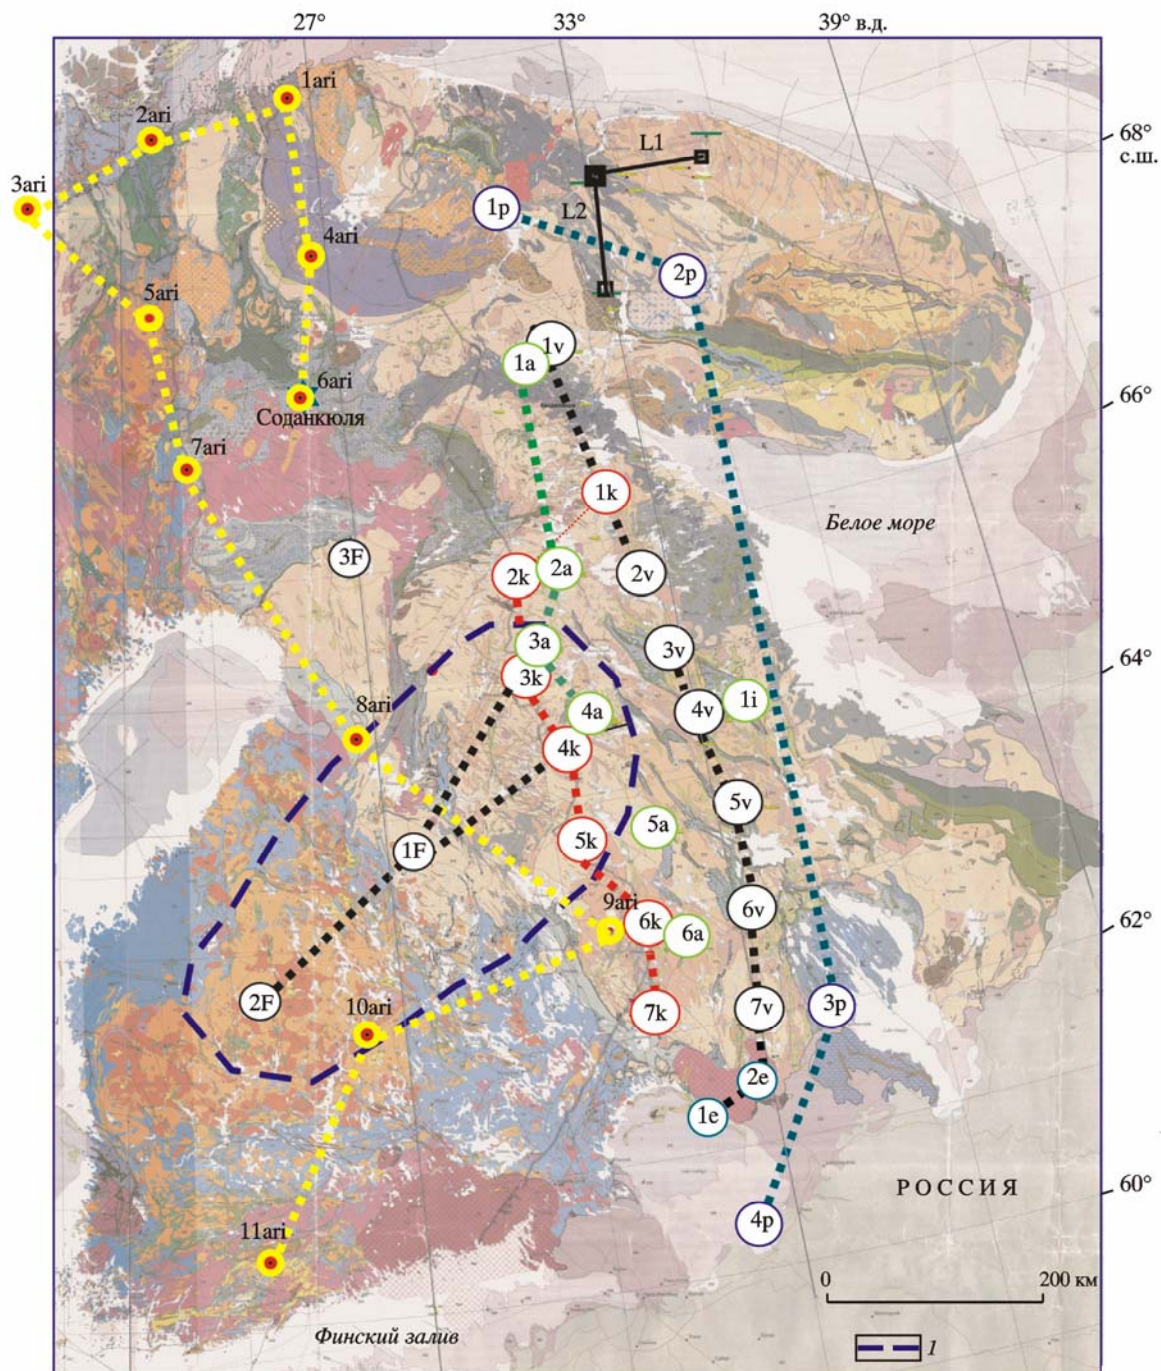 27° 33° 39° в.д.
1ari
2ari
68°
с.ш.
L1
3ari
1p
L2
4ari
2p
5ari
1v
1a
6ari
Соданкюля
66°
7ari
1k
Белое море
3F
2k
2a
2v
3a
3v
3k
64°
1i
4a
4v
8ari
4k
5v
5a
5k
1F
6v
9ari
6k
6a
62°
2F
10ari
7k
7v
3p
2e
1e
РОССИЯ
60°
4p
11ari
0 200 км
Финский залив
1